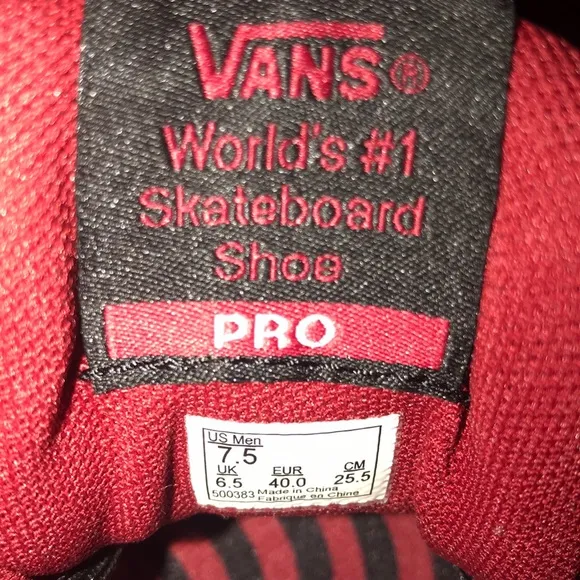 VANS®
World's #1
Skateboard
Shoe
PRO
US Men
7.5
UK EUR CM
6.5 40.0 25.5
500383 Made in China
Fabriqué en Chine